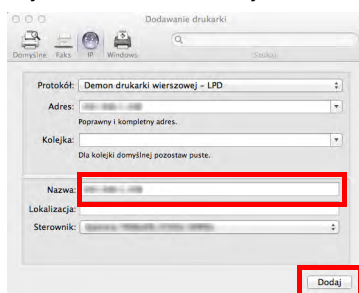 Dodawanie drukarki
Domyślne Faks IP Windows Szukaj
Protokół: Demon drukarki wierszowej – LPD
Adres:
Poprawny i kompletny adres.
Kolejka:
Dla kolejki domyślnej pozostaw puste.
Nazwa:
Lokalizacja:
Sterownik:
Dodaj